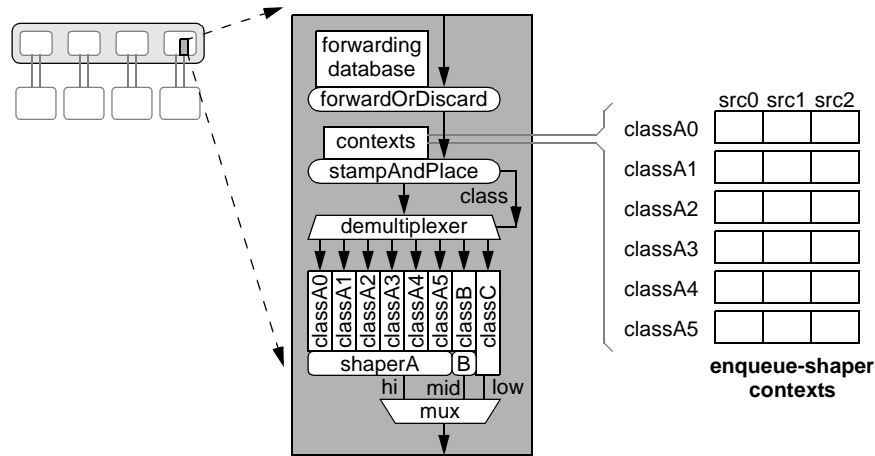 forwarding
database
forwardOrDiscard
contexts
stampAndPlace
class
demultiplexer
classA0
classA1
classA2
classA3
classA4
classA5
classB
classC
shaperA
B
hi
mid
low
mux
src0 src1 src2
classA0
classA1
classA2
classA3
classA4
classA5
enqueue-shaper
contexts